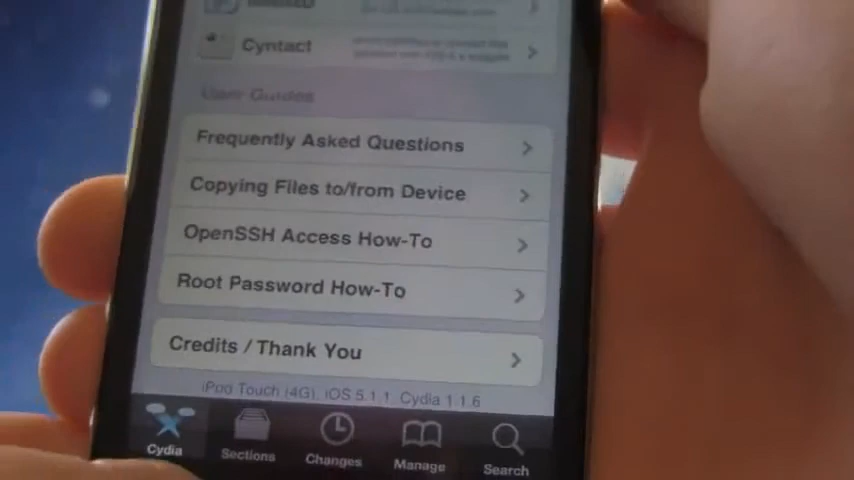 Cyntact
User Guides
Frequently Asked Questions
Copying Files to/from Device
OpenSSH Access How-To
Root Password How-To
Credits / Thank You
iPod Touch (4G), iOS 5.1.1, Cydia 1.1.6
Cydia
Sections
Changes
Manage
Search